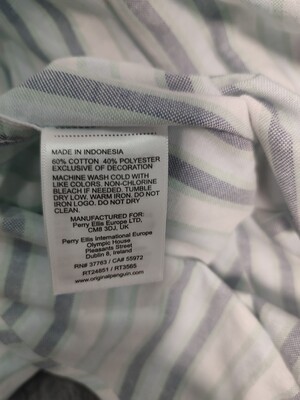 MADE IN INDONESIA
60% COTTON 40% POLYESTER
EXCLUSIVE OF DECORATION
MACHINE WASH COLD WITH
LIKE COLORS. NON-CHLORINE
BLEACH IF NEEDED. TUMBLE
DRY LOW. WARM IRON. DO NOT
IRON LOGO. DO NOT DRY
CLEAN.
MANUFACTURED FOR:
Perry Ellis Europe LTD.
CM8 3DJ, UK
Perry Ellis International Europe
Olympic House
Pleasants Street
Dublin 8, Ireland
RN# 37763 / CA# 55972
RT24851 / RT3565
www.originalpenguin.com